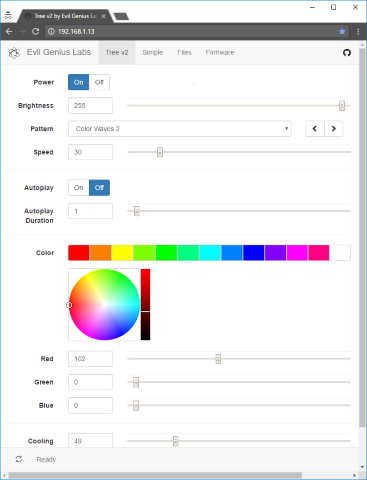 Tree v2 by Evil Genius Lab
192.168.1.13
Evil Genius Labs Tree v2 Simple Files Firmware
Power On Off
Brightness 255
Pattern Color Waves 2
Speed 30
Autoplay On Off
Autoplay Duration 1
Color
Red 102
Green 0
Blue 0
Cooling 49
Ready